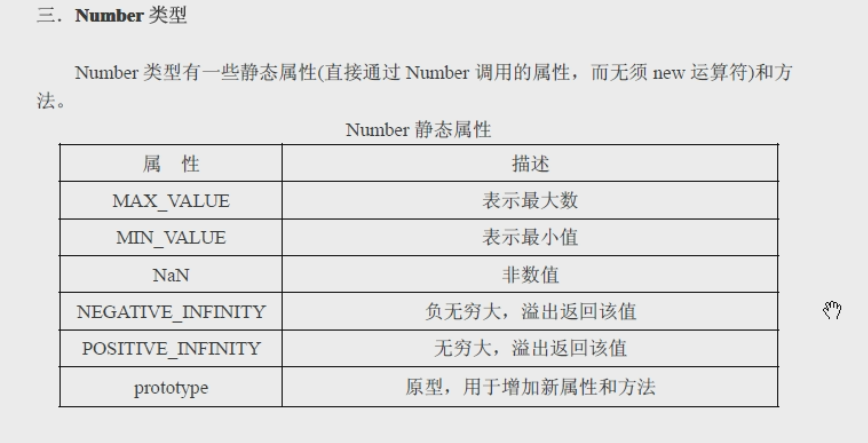 三．Number 类型
Number 类型有一些静态属性(直接通过 Number 调用的属性，而无须 new 运算符)和方
法。
Number 静态属性
属 性 描述
MAX_VALUE 表示最大数
MIN_VALUE 表示最小值
NaN 非数值
NEGATIVE_INFINITY 负无穷大，溢出返回该值
POSITIVE_INFINITY 无穷大，溢出返回该值
prototype 原型，用于增加新属性和方法